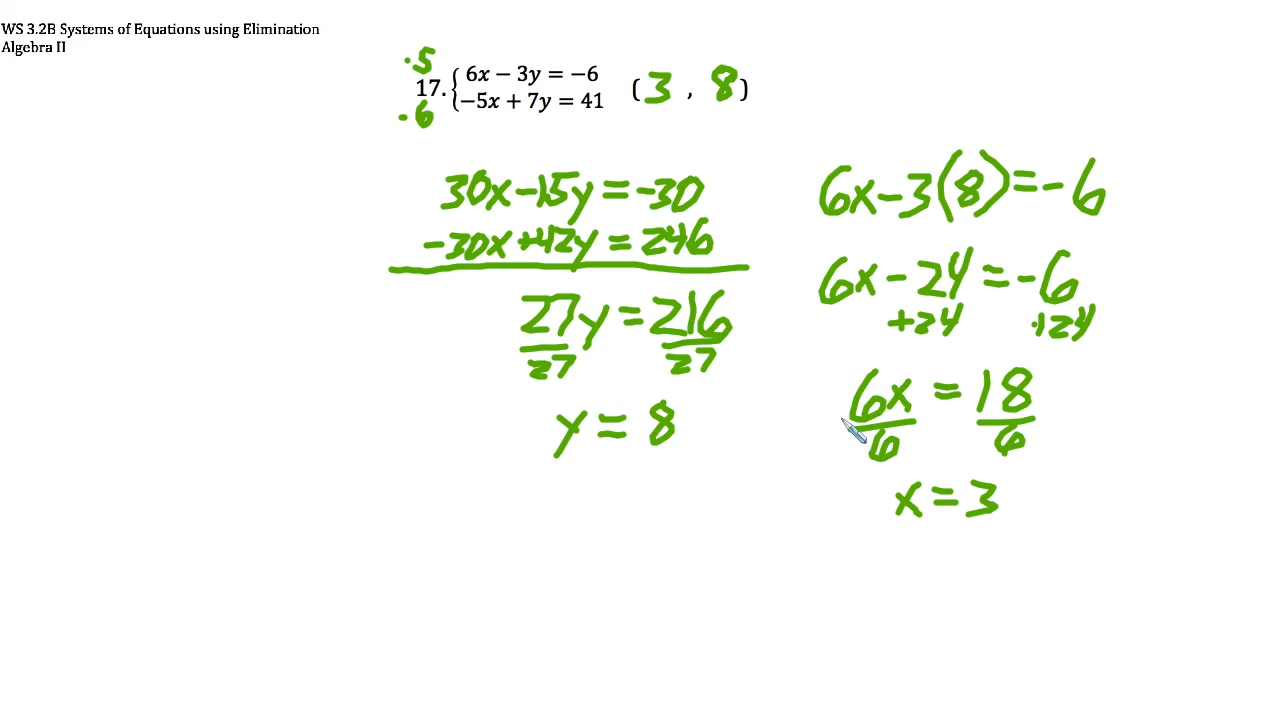 WS 3.2B Systems of Equations using Elimination
Algebra II
·5
17. { 6x − 3y = −6 (3, 8)
−5x + 7y = 41
·6
30x-15y=-30
-30x+42y=246
27y=216
27 27
y=8
6x-3(8)=-6
6x-24=-6
+24 +24
6x=18
6 6
x=3